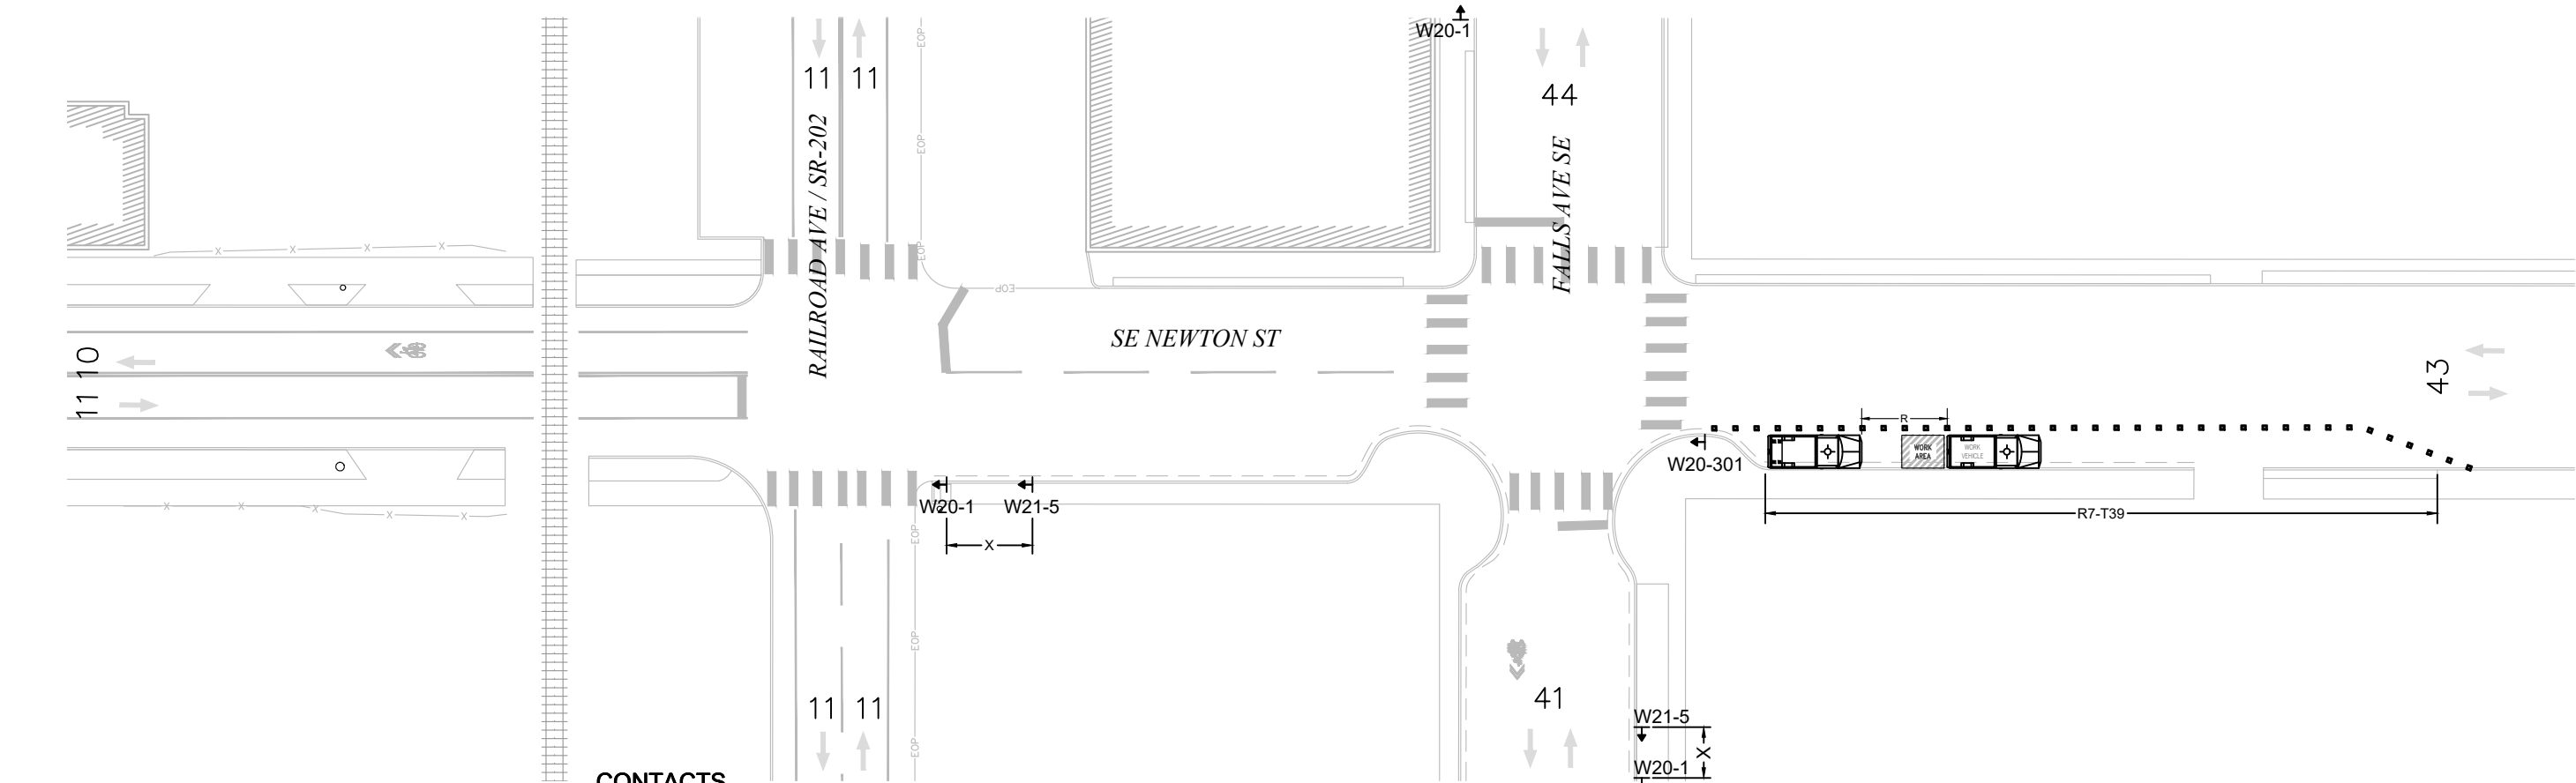 W20-1
11 11
44
EOP
EOP
EOP
EOP
RAILROAD AVE / SR-202
FALLS AVE SE
X X X X
SE NEWTON ST
10
11
43
R
WORK
AREA
WORK
VEHICLE
W20-301
W20-1
W21-5
X
R7-T39
X X X X X
EOP
EOP
EOP
11 11
41
W21-5
X
W20-1
CONTACTS